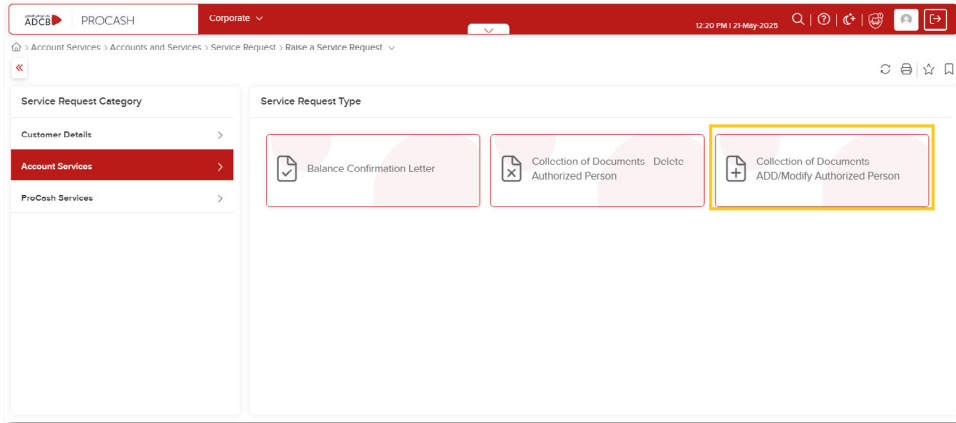 ADCB
PROCASH
Corporate
12:20 PM | 21-May-2025
> Account Services > Accounts and Services > Service Request > Raise a Service Request
Service Request Category
Service Request Type
Customer Details
Account Services
ProCash Services
Balance Confirmation Letter
Collection of Documents Delete
Authorized Person
Collection of Documents
ADD/Modify Authorized Person